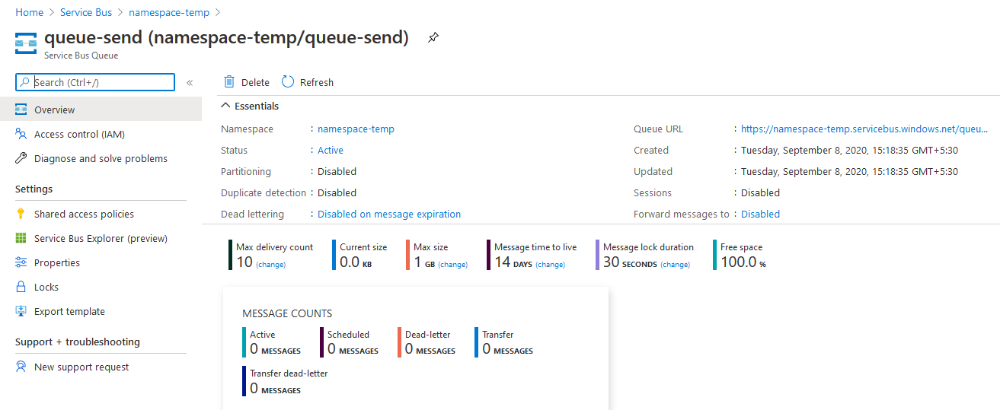 Home > Service Bus > namespace-temp >
queue-send (namespace-temp/queue-send)
Service Bus Queue
Search (Ctrl+/)
«
Overview
Access control (IAM)
Diagnose and solve problems
Settings
Shared access policies
Service Bus Explorer (preview)
Properties
Locks
Export template
Support + troubleshooting
New support request
Delete Refresh
Essentials
Namespace : namespace-temp
Status : Active
Partitioning : Disabled
Duplicate detection : Disabled
Dead lettering : Disabled on message expiration
Queue URL : https://namespace-temp.servicebus.windows.net/queu...
Created : Tuesday, September 8, 2020, 15:18:35 GMT+5:30
Updated : Tuesday, September 8, 2020, 15:18:35 GMT+5:30
Sessions : Disabled
Forward messages to : Disabled
Max delivery count
10 (change)
Current size
0.0 KB
Max size
1 GB (change)
Message time to live
14 DAYS (change)
Message lock duration
30 SECONDS (change)
Free space
100.0 %
MESSAGE COUNTS
Active
0 MESSAGES
Scheduled
0 MESSAGES
Dead-letter
0 MESSAGES
Transfer
0 MESSAGES
Transfer dead-letter
0 MESSAGES